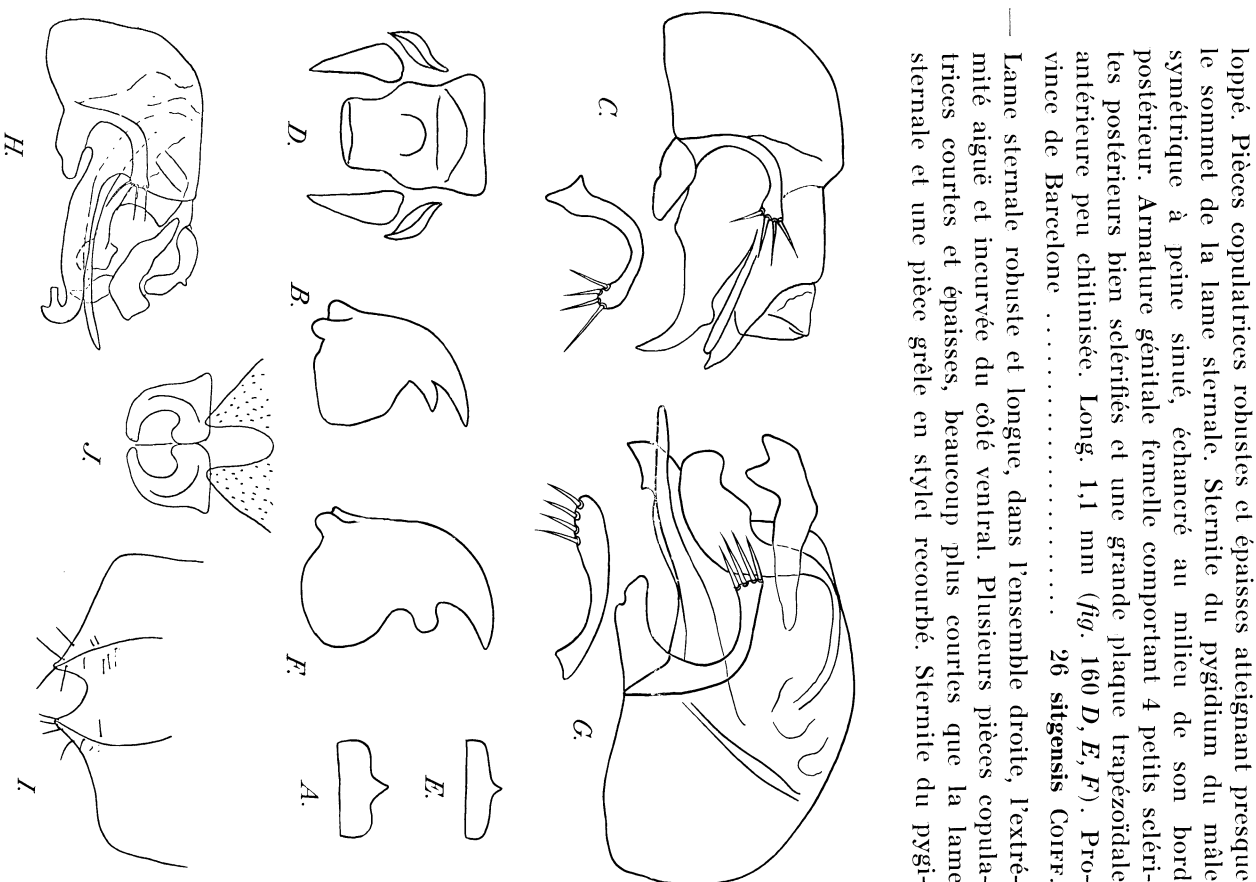 loppé. Pièces copulatrices robustes et épaisses atteignant presque
le sommet de la lame sternale. Sternite du pygidium du mâle
symétrique à peine sinué, échancré au milieu de son bord
postérieur. Armature génitale femelle comportant 4 petits scléri-
tes postérieurs bien sclérifiés et une grande plaque trapézoïdale
antérieure peu chitinisée. Long. 1,1 mm (fig. 160 D, E, F). Pro-
vince de Barcelone .......................... 26 sitgensis COIFF.
— Lame sternale robuste et longue, dans l'ensemble droite, l'extré-
mité aiguë et incurvée du côté ventral. Plusieurs pièces copula-
trices courtes et épaisses, beaucoup plus courtes que la lame
sternale et une pièce grêle en stylet recourbé. Sternite du pygi-
C.
G.
D.
B.
F.
E.
A.
H.
J.
I.